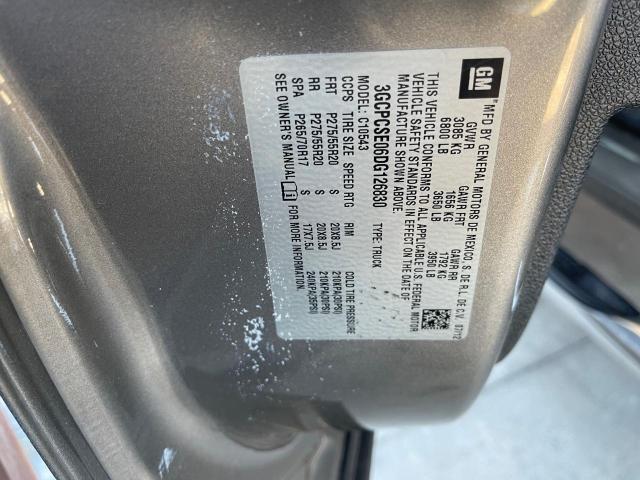 GM
MFD BY GENERAL MOTORS DE MEXICO, S. DE R.L. DE C.V. 07/12
GVWR GAWR FRT GAWR RR
3085 KG 1656 KG 1792 KG
6800 LB 3650 LB 3950 LB
THIS VEHICLE CONFORMS TO ALL APPLICABLE U.S. FEDERAL MOTOR
VEHICLE SAFETY STANDARDS IN EFFECT ON THE DATE OF
MANUFACTURE SHOWN ABOVE.
3GCPCSE06DG126830 TYPE: TRUCK
MODEL: C10543
CCPS TIRE SIZE SPEED RTG RIM COLD TIRE PRESSURE
FRT P275/55R20 S 20X8.5J 210KPA(30PSI)
RR P275/55R20 S 20X8.5J 210KPA(30PSI)
SPA P265/70R17 S 17X7.5J 240KPA(35PSI)
SEE OWNER'S MANUAL FOR MORE INFORMATION.